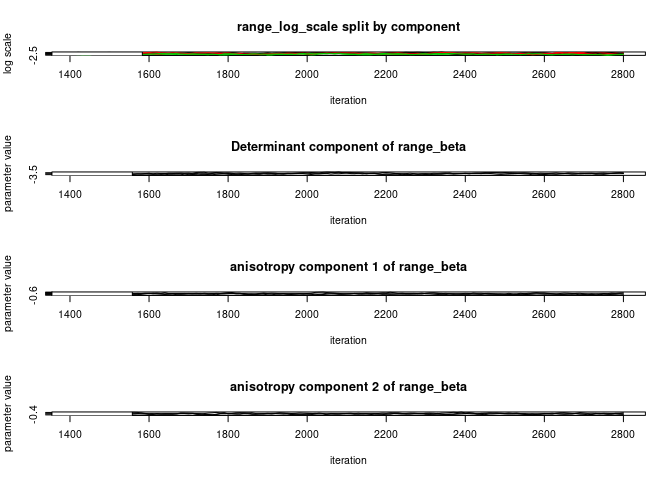 range_log_scale split by component
log scale
-2.5
1400 1600 1800 2000 2200 2400 2600 2800
iteration
Determinant component of range_beta
parameter value
-3.5
1400 1600 1800 2000 2200 2400 2600 2800
iteration
anisotropy component 1 of range_beta
parameter value
-0.6
1400 1600 1800 2000 2200 2400 2600 2800
iteration
anisotropy component 2 of range_beta
parameter value
-0.4
1400 1600 1800 2000 2200 2400 2600 2800
iteration